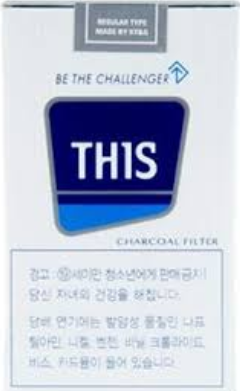 REGULAR TYPE
MADE BY KT&G
BE THE CHALLENGER
THIS
CHARCOAL FILTER
경고 : ⑲세미만 청소년에게 판매금지!
당신 자녀의 건강을 해칩니다.
담배 연기에는 발암성 물질인 나프
틸아민, 니켈, 벤젠, 비닐 크롤라이드,
비소, 카드뮴이 들어 있습니다.